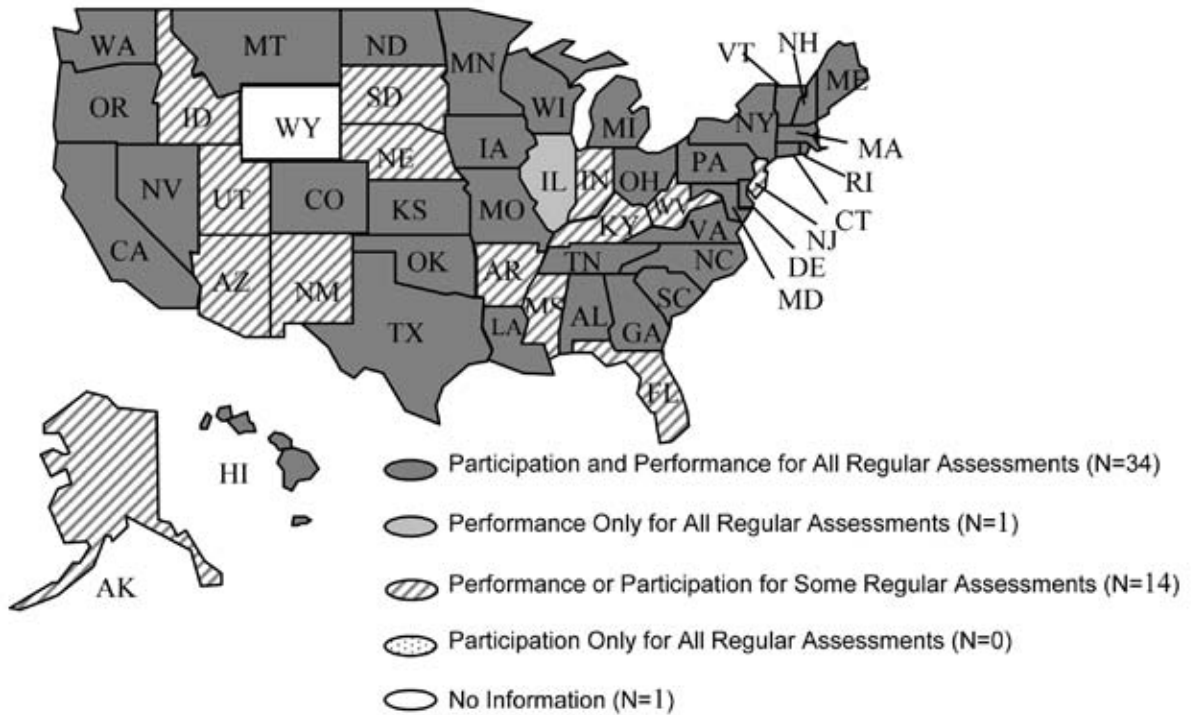 WA
MT
ND
MN
VT
NH
ME
OR
ID
SD
WI
MI
NY
WY
MA
IA
NE
PA
RI
NV
UT
CO
IL
IN
OH
CT
KS
MO
WV
KY
VA
NJ
CA
DE
OK
AR
TN
NC
MD
AZ
NM
MS
SC
TX
LA
AL
GA
FL
HI
AK
Participation and Performance for All Regular Assessments (N=34)
Performance Only for All Regular Assessments (N=1)
Performance or Participation for Some Regular Assessments (N=14)
Participation Only for All Regular Assessments (N=0)
No Information (N=1)